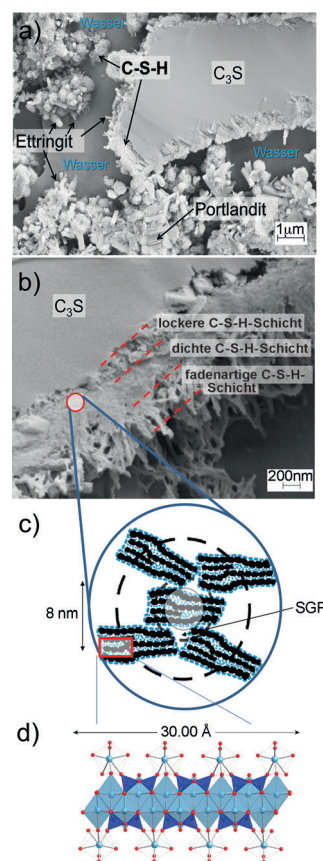 a)
Wasser
C-S-H
C₃S
Ettringit
Wasser
Wasser
Portlandit
1µm
b)
C₃S
lockere C-S-H-Schicht
dichte C-S-H-Schicht
fadenartige C-S-H-
Schicht
200nm
c)
8 nm
SGP
d)
30.00 Å